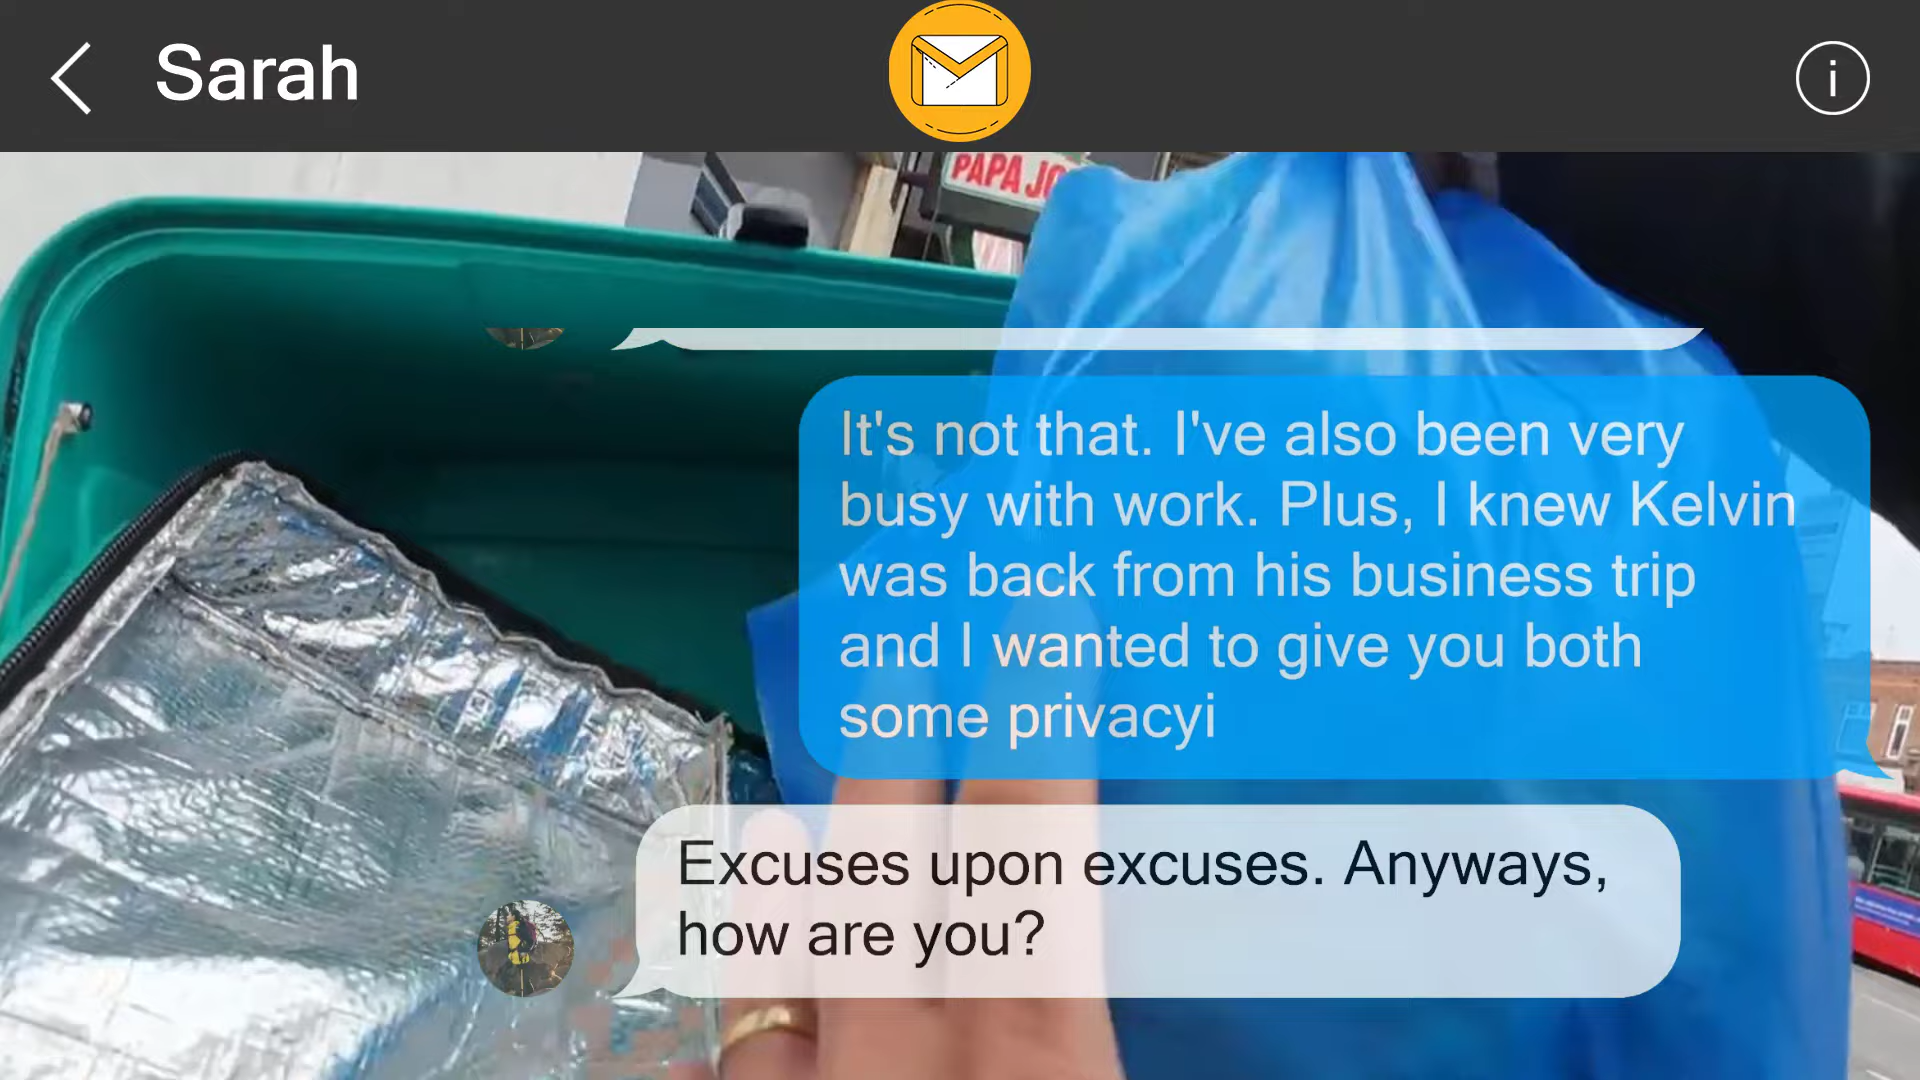 Sarah
i
PAPA JO
It's not that. I've also been very
busy with work. Plus, I knew Kelvin
was back from his business trip
and I wanted to give you both
some privacyi
Excuses upon excuses. Anyways,
how are you?